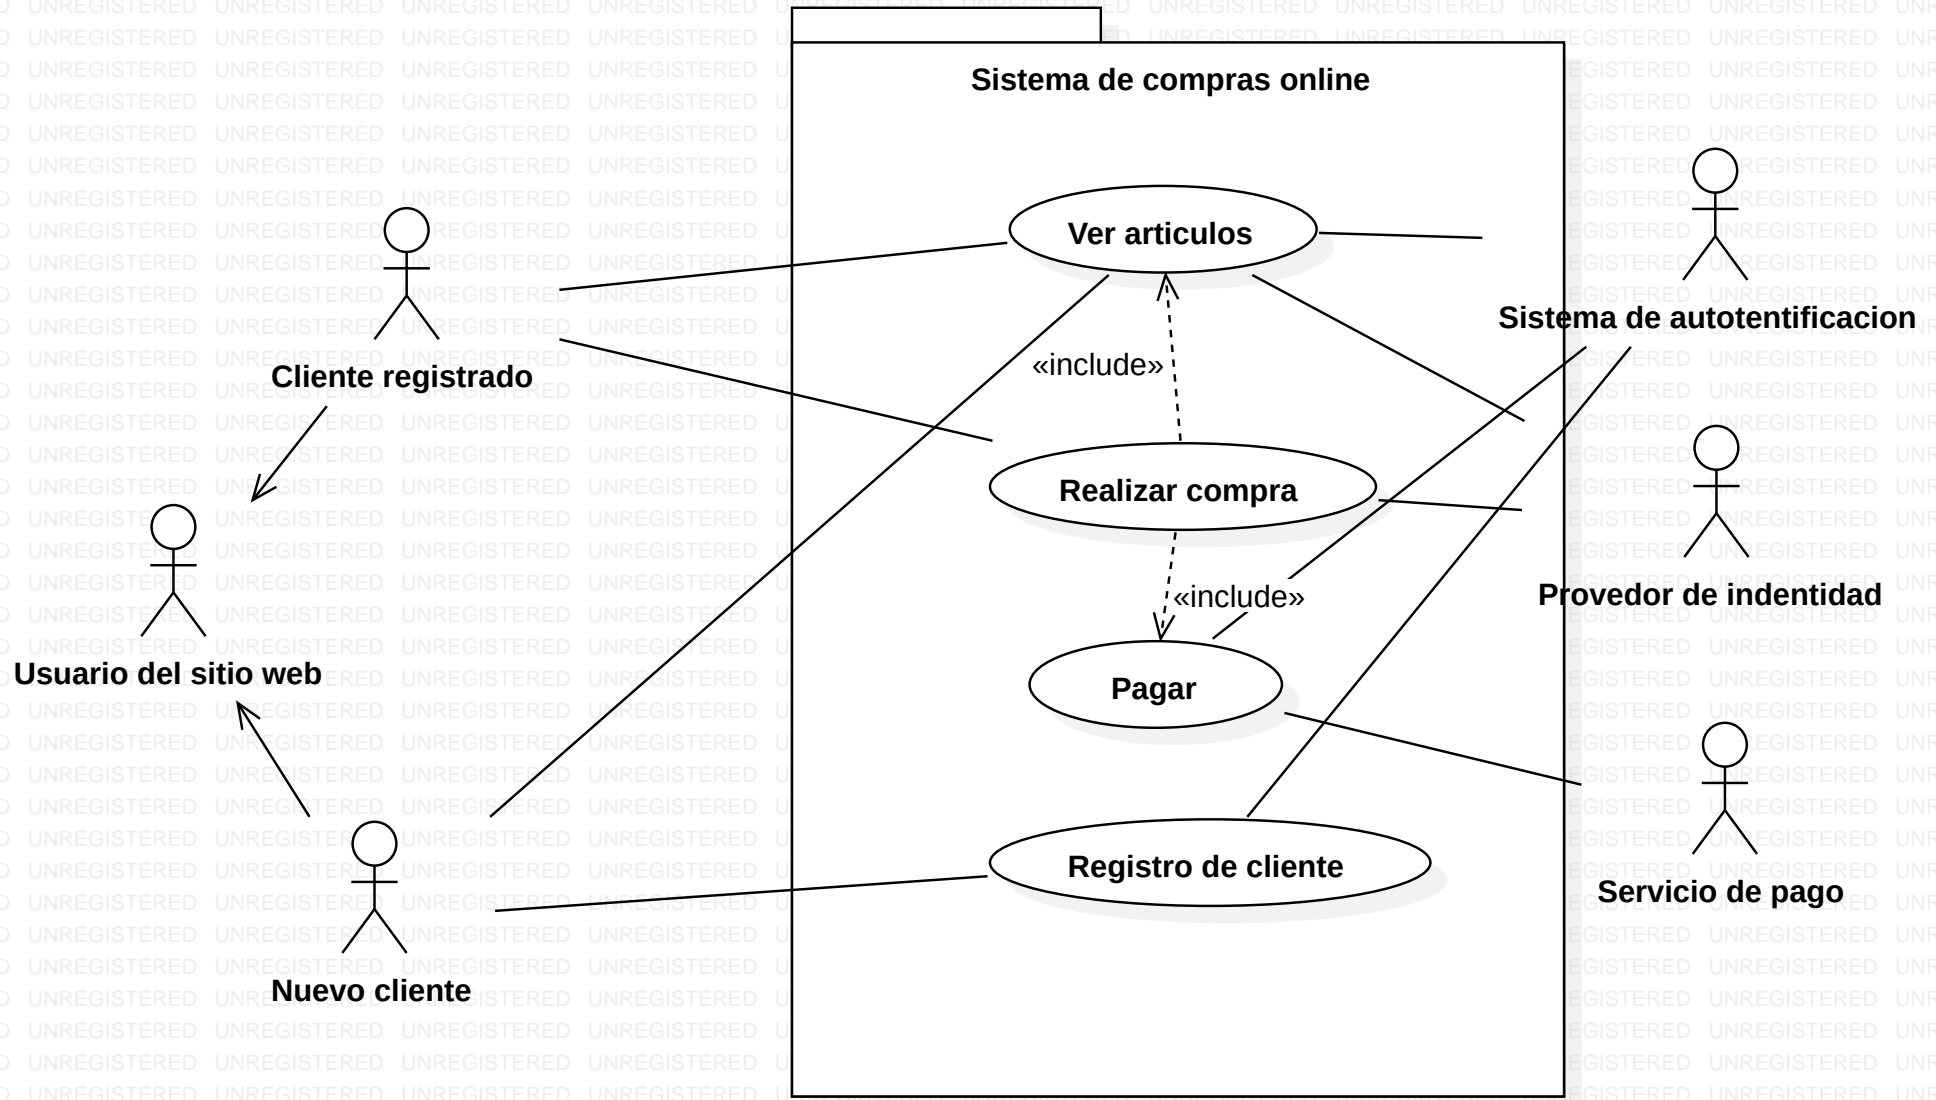 Sistema de compras online
Ver articulos
Sistema de autotentificacion
«include»
Cliente registrado
Realizar compra
Provedor de indentidad
«include»
Usuario del sitio web
Pagar
Registro de cliente
Servicio de pago
Nuevo cliente
UNREGISTERED